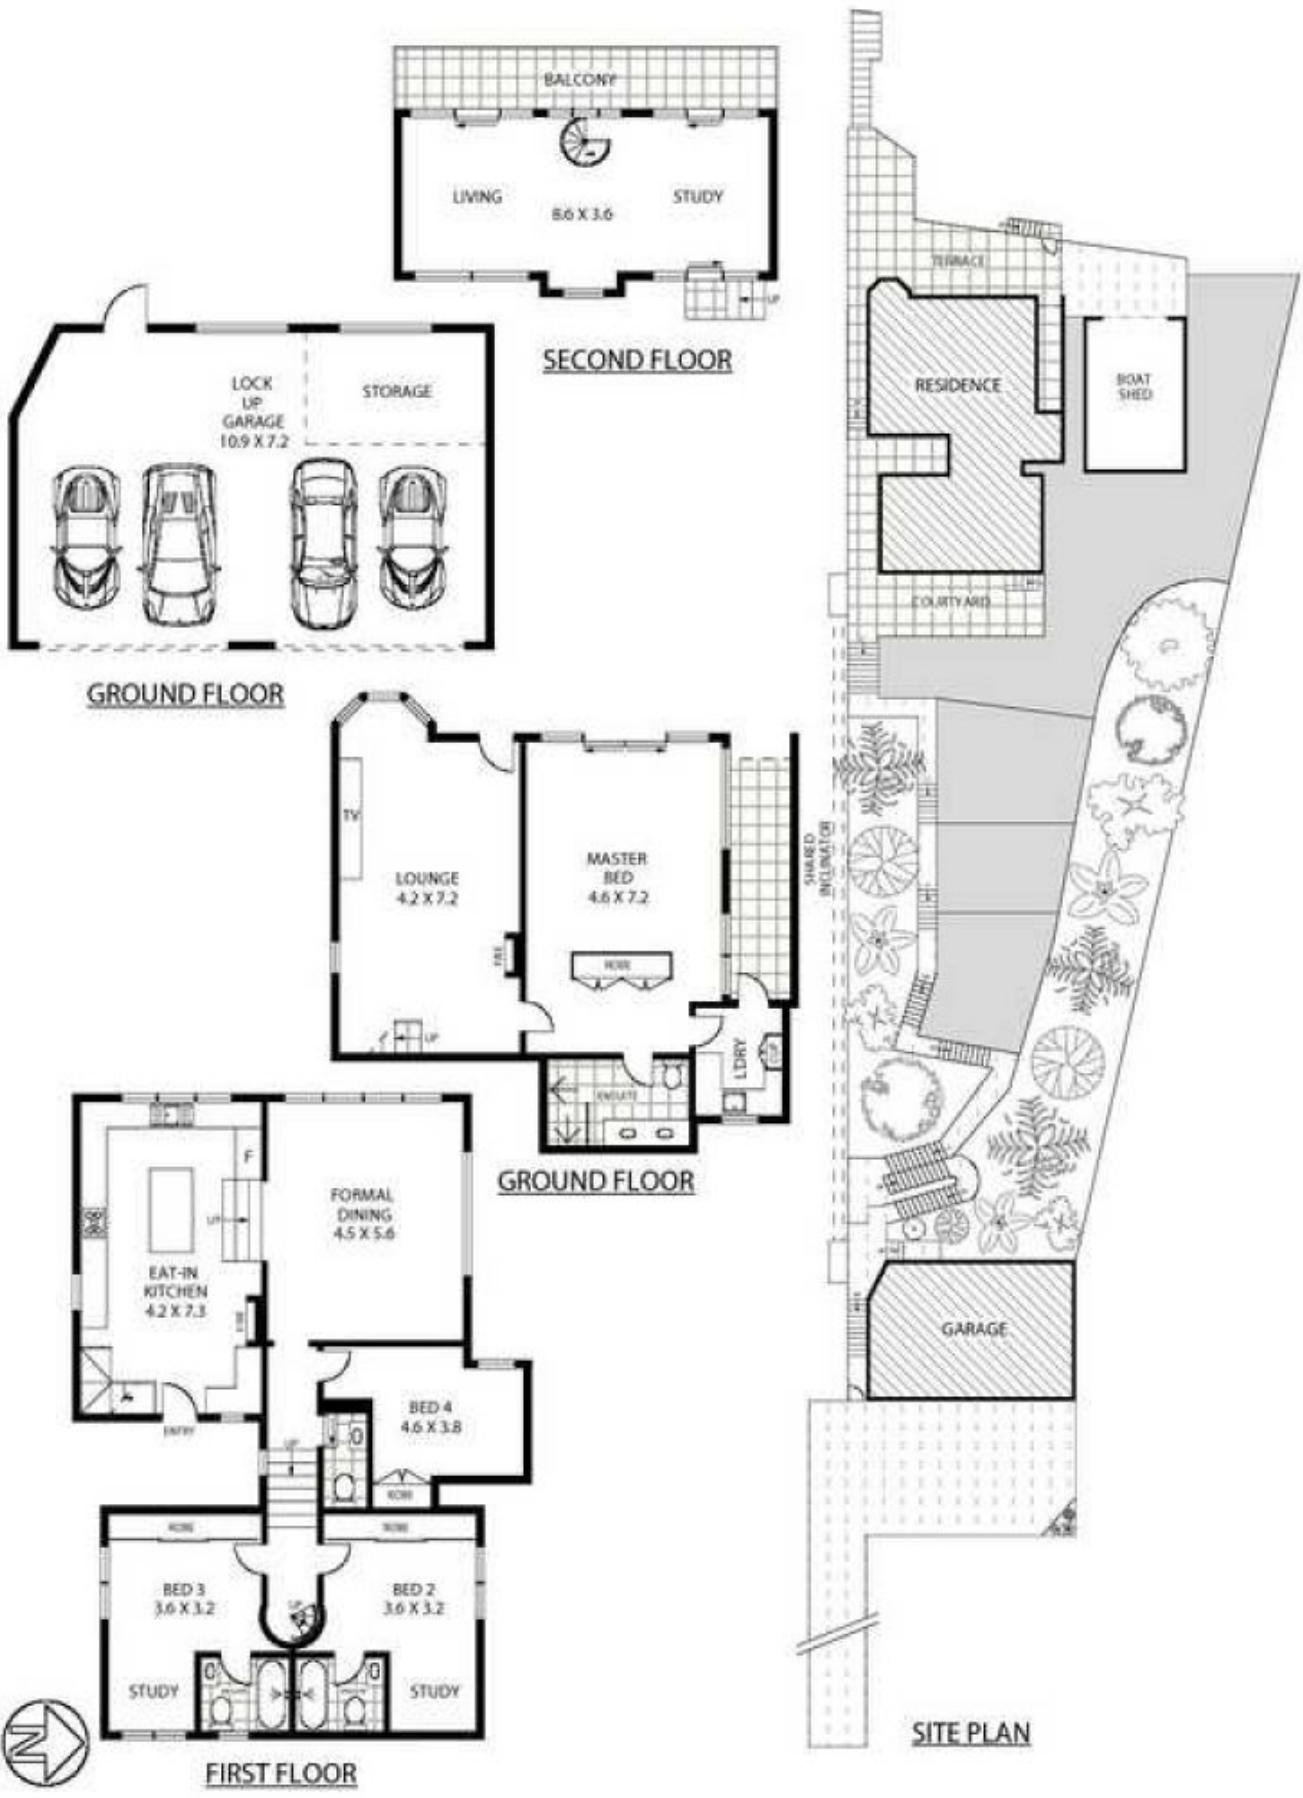 BALCONY
LIVING
8.6 X 3.6
STUDY
UP
SECOND FLOOR
LOCK
UP
GARAGE
10.9 X 7.2
STORAGE
GROUND FLOOR
TV
LOUNGE
4.2 X 7.2
FIRE
UP
MASTER
BED
4.6 X 7.2
ROBE
LDRY
CUP
ENSUITE
SHARED
INCLINATOR
GROUND FLOOR
F
UP
EAT-IN
KITCHEN
4.2 X 7.3
FIRE
FORMAL
DINING
4.5 X 5.6
ENTRY
BED 4
4.6 X 3.8
ROBE
UP
ROBE
ROBE
BED 3
3.6 X 3.2
UP
BED 2
3.6 X 3.2
STUDY
STUDY
N
FIRST FLOOR
TERRACE
RESIDENCE
BOAT
SHED
COURTYARD
GARAGE
SITE PLAN